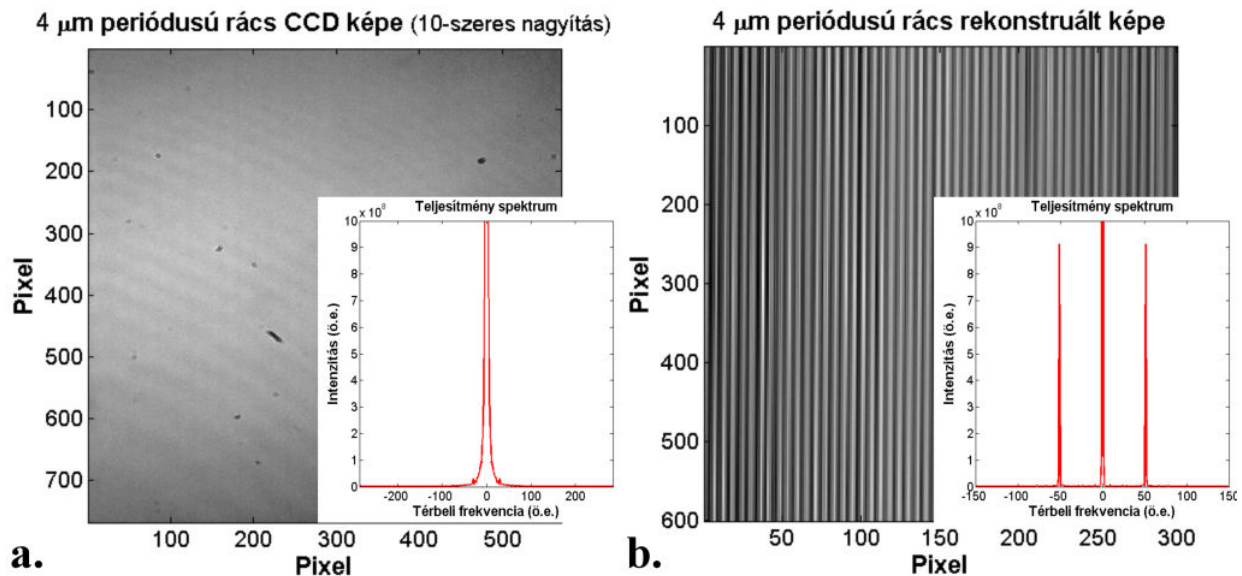 4 μm periódusú rács CCD képe (10-szeres nagyítás)
Pixel
100
200
300
400
500
600
700
100 200 300 400 500
Pixel
a.
Teljesítmény spektrum
10 x 10⁸
9
8
7
6
5
4
3
2
1
0
Intenzitás (ö.e.)
-200 -100 0 100 200
Térbeli frekvencia (ö.e.)
4 μm periódusú rács rekonstruált képe
Pixel
100
200
300
400
500
600
50 100 150 200 250 300
Pixel
b.
Teljesítmény spektrum
10 x 10⁸
9
8
7
6
5
4
3
2
1
0
Intenzitás (ö.e.)
-150 -100 -50 0 50 100 150
Térbeli frekvencia (ö.e.)